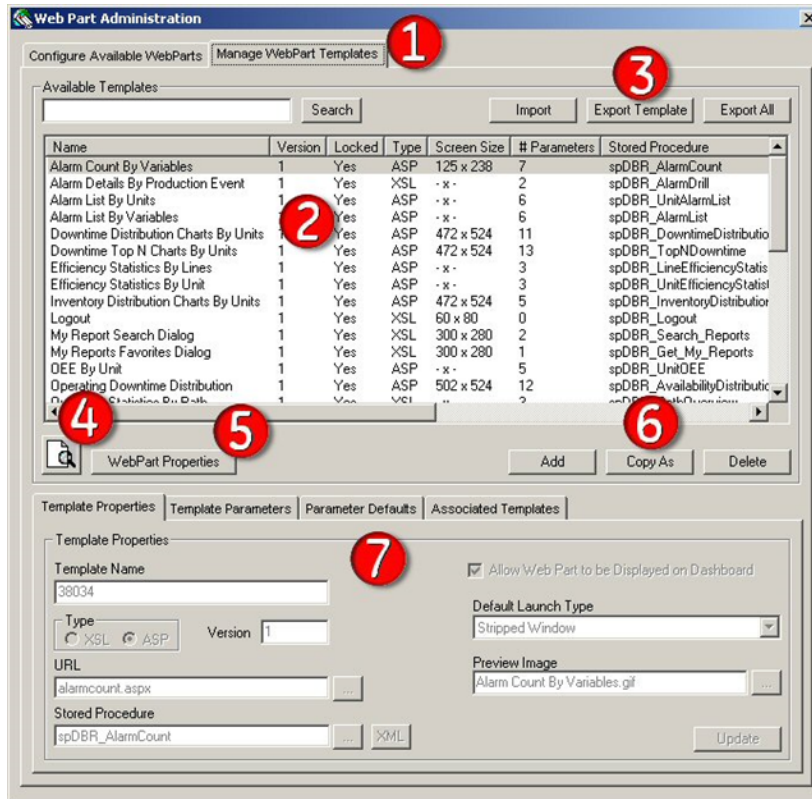 Web Part Administration
Configure Available WebParts Manage WebPart Templates 1
Available Templates 3
Search Import Export Template Export All
Name Version Locked Type Screen Size # Parameters Stored Procedure
Alarm Count By Variables 1 Yes ASP 125 x 238 7 spDBR_AlarmCount
Alarm Details By Production Event 1 Yes XSL - x - 2 spDBR_AlarmDrill
Alarm List By Units 1 Yes ASP - x - 6 spDBR_UnitAlarmList
Alarm List By Variables 2 Yes ASP - x - 6 spDBR_AlarmList
Downtime Distribution Charts By Units Yes ASP 472 x 524 11 spDBR_DowntimeDistributio
Downtime Top N Charts By Units 1 Yes ASP 472 x 524 13 spDBR_TopNDowntime
Efficiency Statistics By Lines 1 Yes ASP - x - 3 spDBR_LineEfficiencyStatis
Efficiency Statistics By Unit 1 Yes ASP - x - 3 spDBR_UnitEfficiencyStatist
Inventory Distribution Charts By Units 1 Yes ASP 472 x 524 5 spDBR_InventoryDistribution
Logout 1 Yes XSL 60 x 80 0 spDBR_Logout
My Report Search Dialog 1 Yes XSL 300 x 280 2 spDBR_Search_Reports
My Reports Favorites Dialog 1 Yes XSL 300 x 280 1 spDBR_Get_My_Reports
OEE By Unit 1 Yes ASP - x - 5 spDBR_UnitOEE
Operating Downtime Distribution 1 Yes ASP 502 x 524 12 spDBR_AvailabilityDistributic
4 5 6
WebPart Properties Add Copy As Delete
Template Properties Template Parameters Parameter Defaults Associated Templates
Template Properties 7
Template Name Allow Web Part to be Displayed on Dashboard
38034
Default Launch Type
Type
XSL ASP Version 1 Stripped Window
URL Preview Image
alarmcount.aspx ... Alarm Count By Variables.gif ...
Stored Procedure
spDBR_AlarmCount ... XML Update